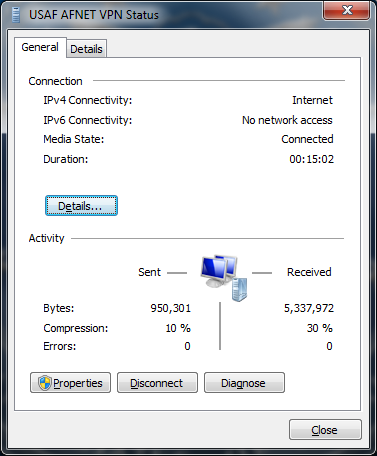 USAF AFNET VPN Status
General Details
Connection
IPv4 Connectivity: Internet
IPv6 Connectivity: No network access
Media State: Connected
Duration: 00:15:02
Details...
Activity
Sent Received
Bytes: 950,301 5,337,972
Compression: 10 % 30 %
Errors: 0 0
Properties Disconnect Diagnose
Close